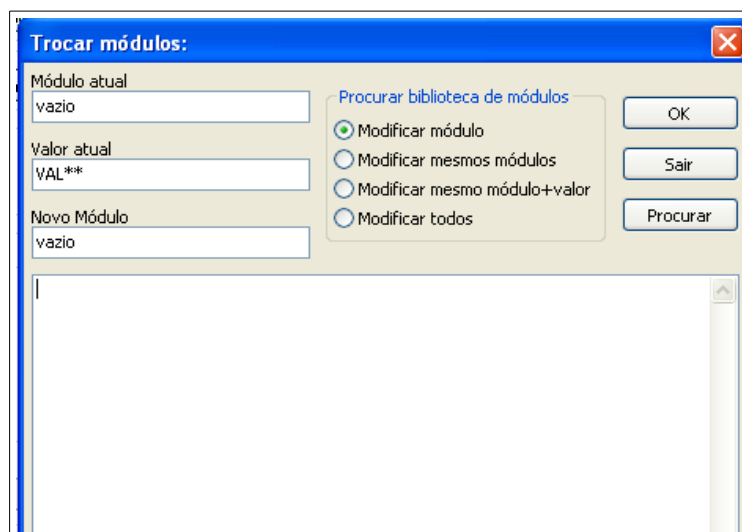 Trocar módulos:
Módulo atual
vazio
Valor atual
VAL**
Novo Módulo
vazio
Procurar biblioteca de módulos
Modificar módulo
Modificar mesmos módulos
Modificar mesmo módulo+valor
Modificar todos
OK
Sair
Procurar